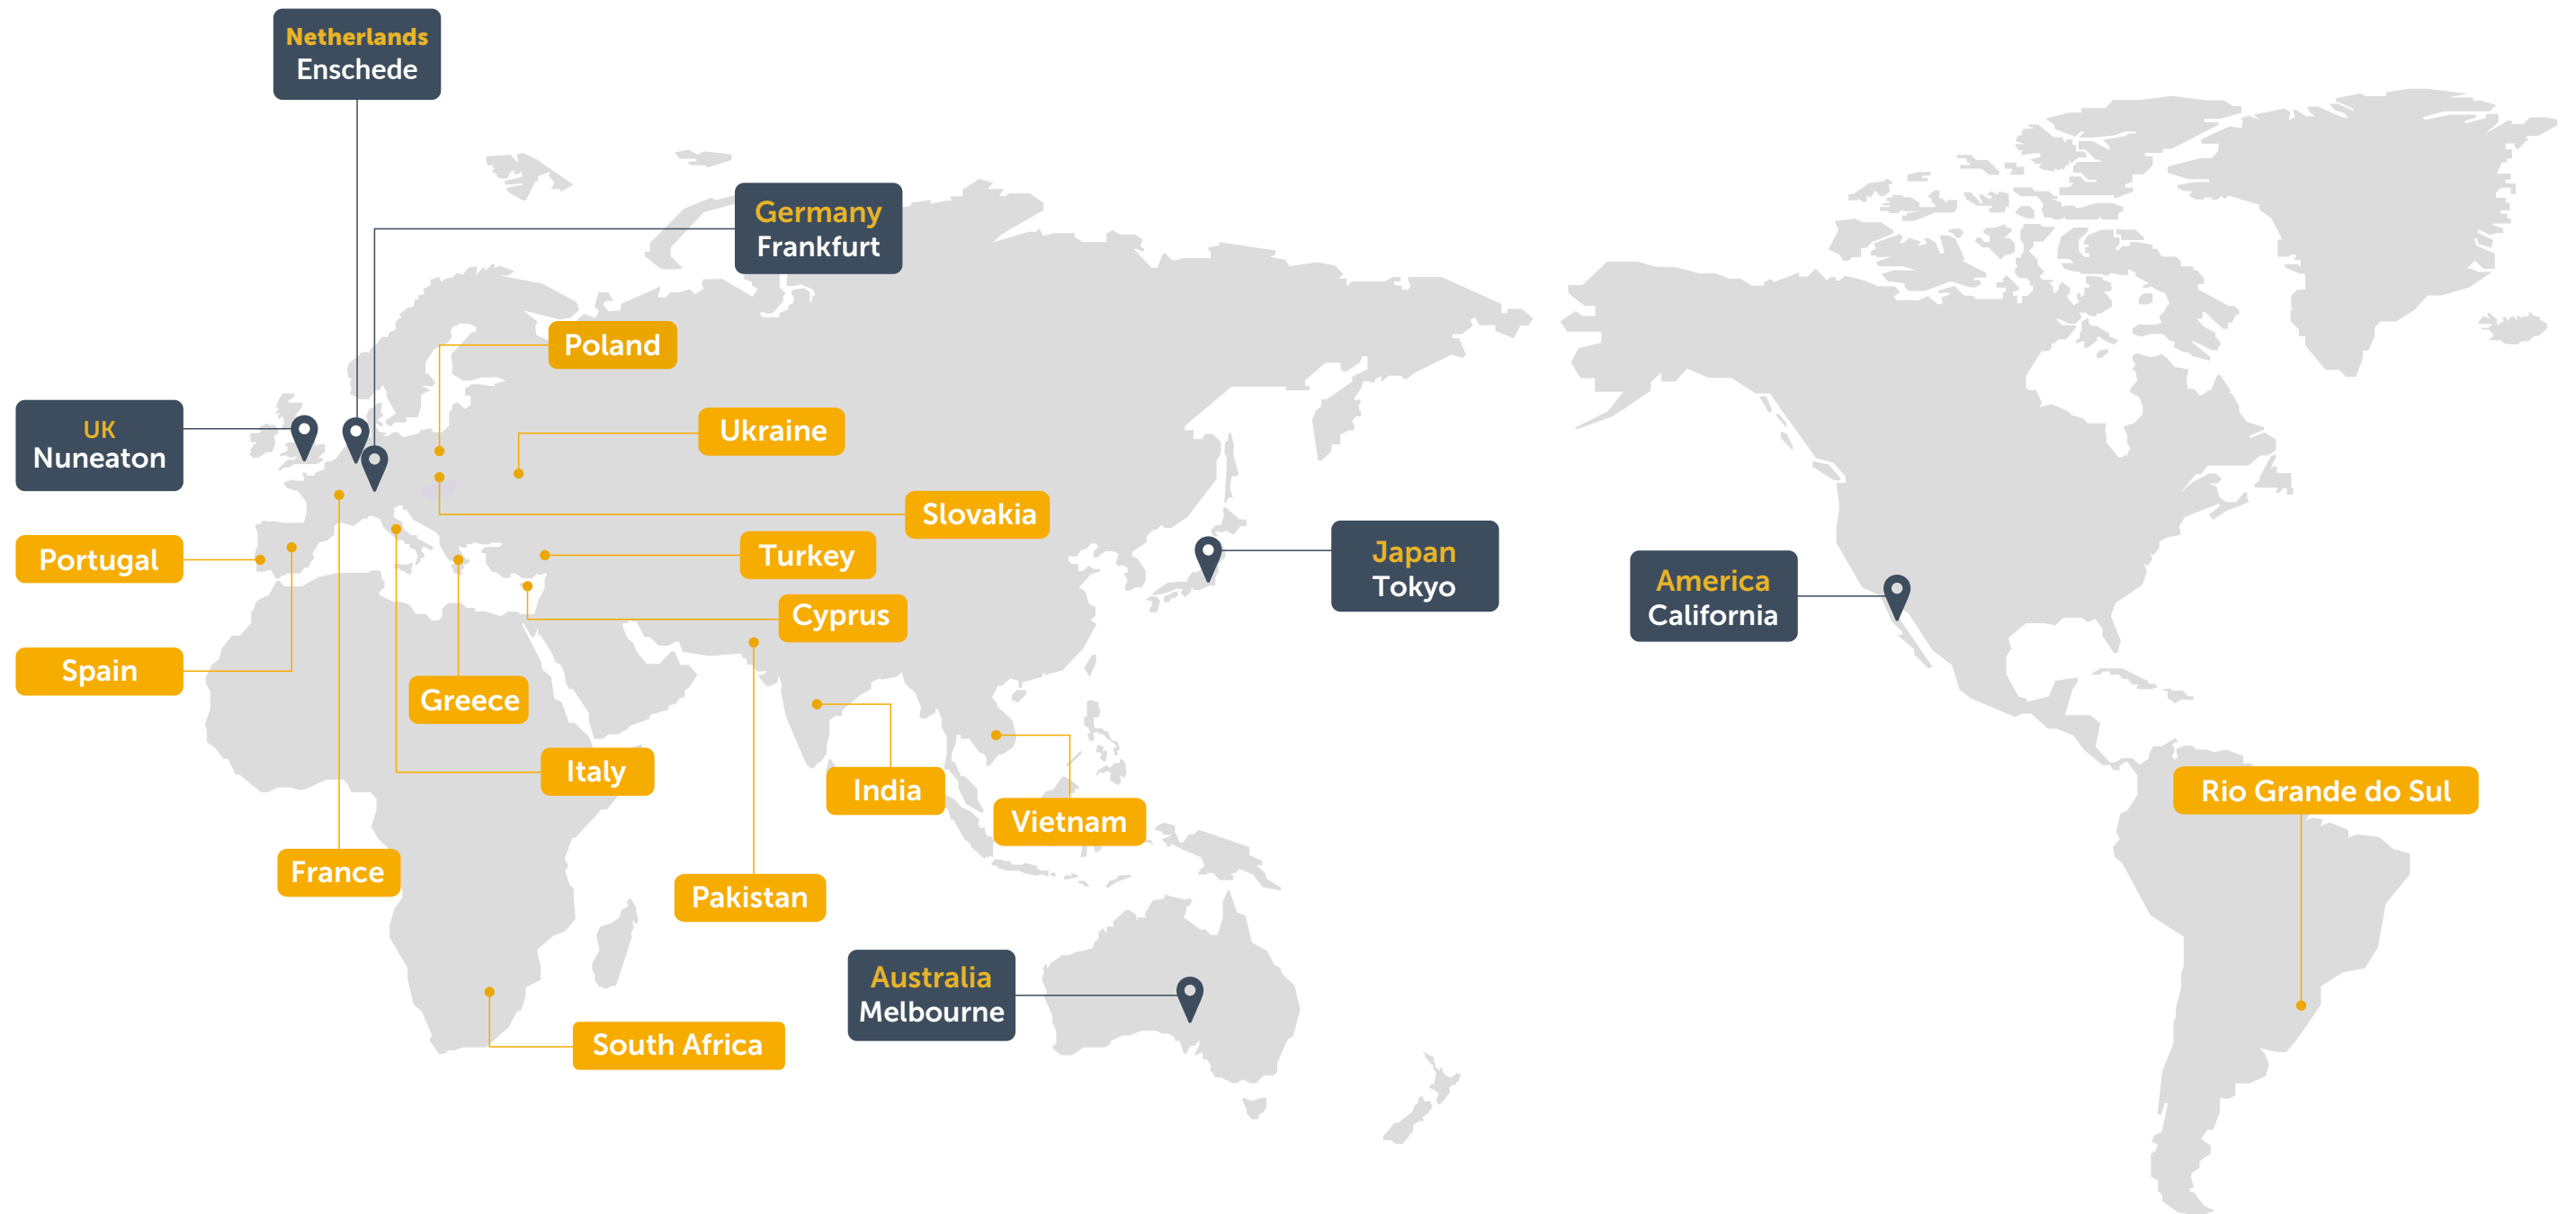 Netherlands
Enschede
Germany
Frankfurt
Poland
UK
Nuneaton
Ukraine
Slovakia
Portugal
Turkey
Japan
Tokyo
America
California
Cyprus
Spain
Greece
Italy
India
Rio Grande do Sul
Vietnam
France
Pakistan
Australia
Melbourne
South Africa